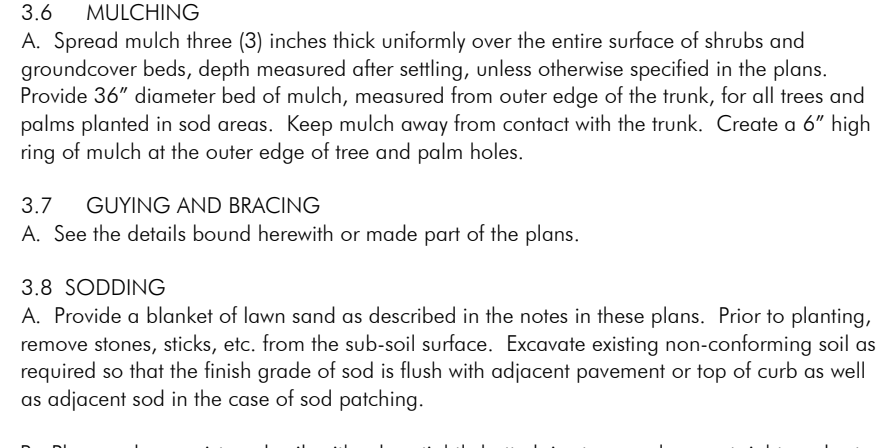 3.6 MULCHING
A. Spread mulch three (3) inches thick uniformly over the entire surface of shrubs and
groundcover beds, depth measured after settling, unless otherwise specified in the plans.
Provide 36″ diameter bed of mulch, measured from outer edge of the trunk, for all trees and
palms planted in sod areas. Keep mulch away from contact with the trunk. Create a 6″ high
ring of mulch at the outer edge of tree and palm holes.
3.7 GUYING AND BRACING
A. See the details bound herewith or made part of the plans.
3.8 SODDING
A. Provide a blanket of lawn sand as described in the notes in these plans. Prior to planting,
remove stones, sticks, etc. from the sub-soil surface. Excavate existing non-conforming soil as
required so that the finish grade of sod is flush with adjacent pavement or top of curb as well
as adjacent sod in the case of sod patching.